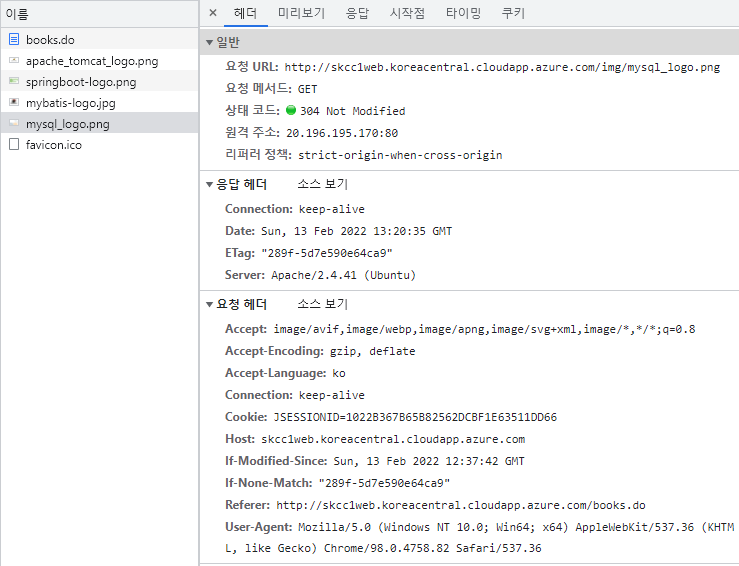 이름
books.do
apache_tomcat_logo.png
springboot-logo.png
mybatis-logo.jpg
mysql_logo.png
favicon.ico
× 헤더 미리보기 응답 시작점 타이밍 쿠키
▼일반
요청 URL: http://skcc1web.koreacentral.cloudapp.azure.com/img/mysql_logo.png
요청 메서드: GET
상태 코드: 304 Not Modified
원격 주소: 20.196.195.170:80
리퍼러 정책: strict-origin-when-cross-origin
▼응답 헤더 소스 보기
Connection: keep-alive
Date: Sun, 13 Feb 2022 13:20:35 GMT
ETag: "289f-5d7e590e64ca9"
Server: Apache/2.4.41 (Ubuntu)
▼요청 헤더 소스 보기
Accept: image/avif,image/webp,image/apng,image/svg+xml,image/*,*/*;q=0.8
Accept-Encoding: gzip, deflate
Accept-Language: ko
Connection: keep-alive
Cookie: JSESSIONID=1022B367B65B82562DCBF1E63511DD66
Host: skcc1web.koreacentral.cloudapp.azure.com
If-Modified-Since: Sun, 13 Feb 2022 12:37:42 GMT
If-None-Match: "289f-5d7e590e64ca9"
Referer: http://skcc1web.koreacentral.cloudapp.azure.com/books.do
User-Agent: Mozilla/5.0 (Windows NT 10.0; Win64; x64) AppleWebKit/537.36 (KHTM
L, like Gecko) Chrome/98.0.4758.82 Safari/537.36